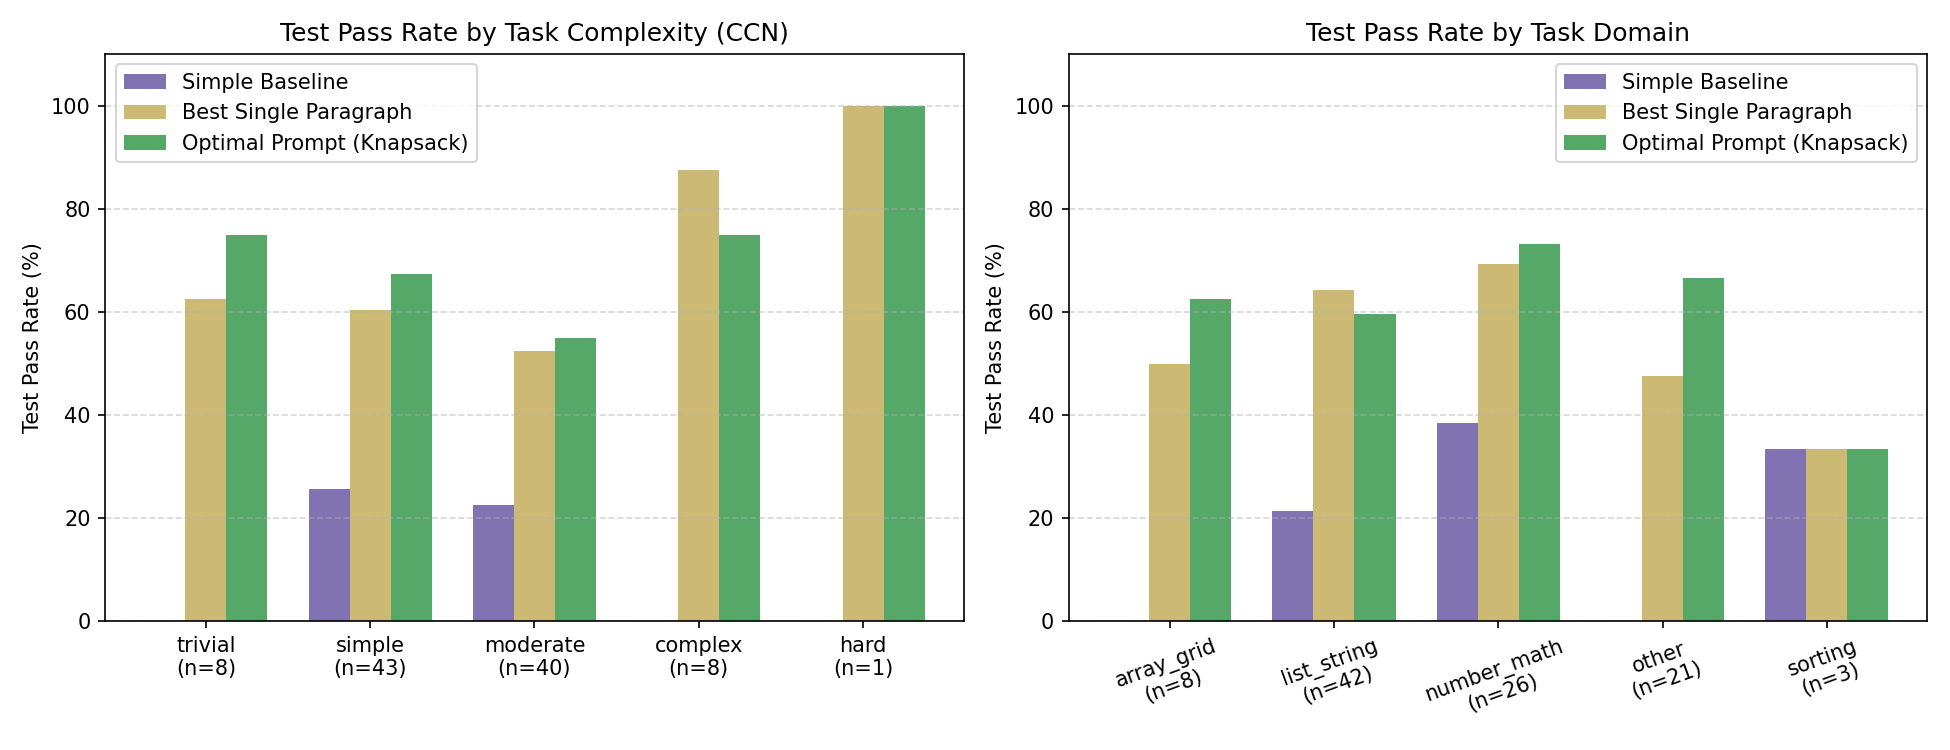 Test Pass Rate by Task Complexity (CCN)
Simple Baseline
Best Single Paragraph
Optimal Prompt (Knapsack)
Test Pass Rate (%)
100
80
60
40
20
0
trivial
(n=8)
simple
(n=43)
moderate
(n=40)
complex
(n=8)
hard
(n=1)
Test Pass Rate by Task Domain
Simple Baseline
Best Single Paragraph
Optimal Prompt (Knapsack)
Test Pass Rate (%)
100
80
60
40
20
0
array_grid
(n=8)
list_string
(n=42)
number_math
(n=26)
other
(n=21)
sorting
(n=3)